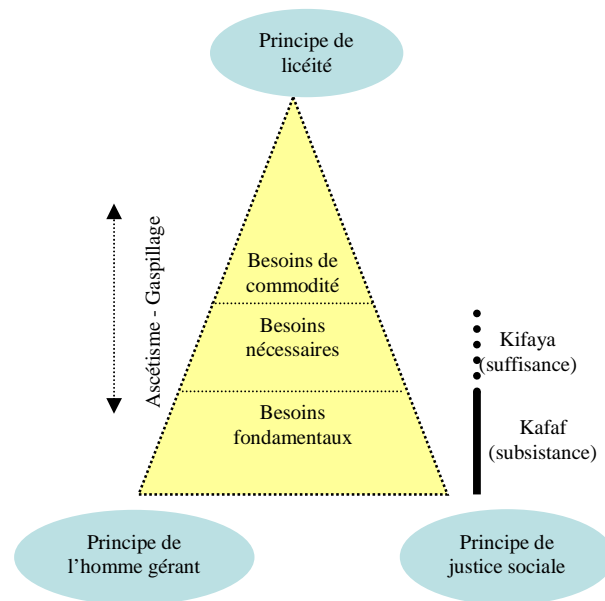 Principe de
licéité
Ascétisme - Gaspillage
Besoins de
commodité
Besoins
nécessaires
Kifaya
(suffisance)
Besoins
fondamentaux
Kafaf
(subsistance)
Principe de
l’homme gérant
Principe de
justice sociale